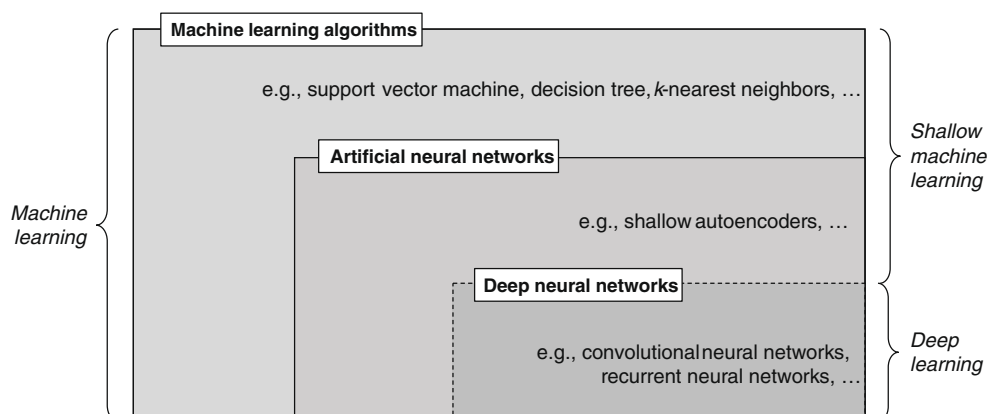 Machine learning algorithms
e.g., support vector machine, decision tree, k-nearest neighbors, …
Artificial neural networks
e.g., shallow autoencoders, …
Deep neural networks
e.g., convolutional neural networks,
recurrent neural networks, …
Machine
learning
Shallow
machine
learning
Deep
learning